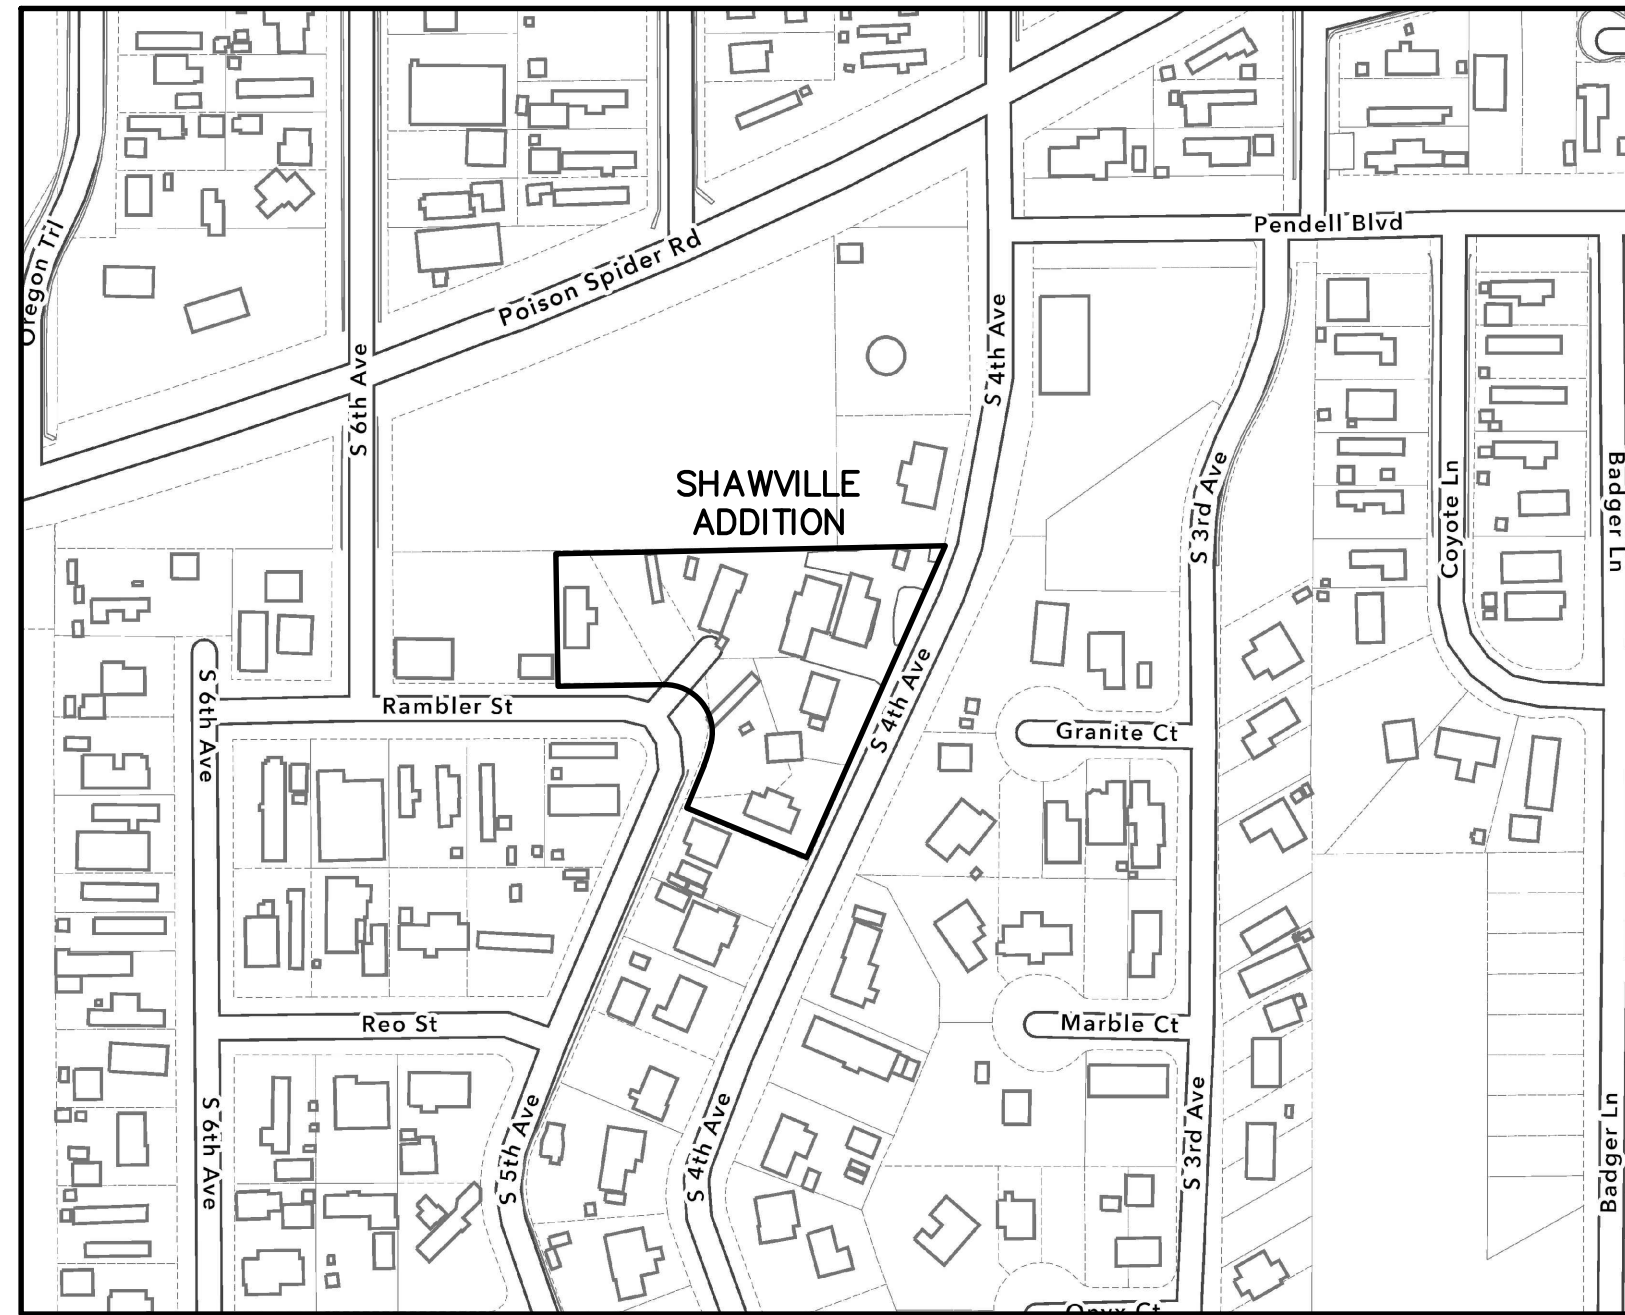 Pendell Blvd
Oregon Trl
Poison Spider Rd
S 4th Ave
S 6th Ave
SHAWVILLE
ADDITION
S 3rd Ave
Coyote Ln
Badger Ln
S 6th Ave
Rambler St
S 4th Ave
Granite Ct
Reo St
Marble Ct
S 6th Ave
S 5th Ave
S 4th Ave
S 3rd Ave
Badger Ln
Onyx Ct